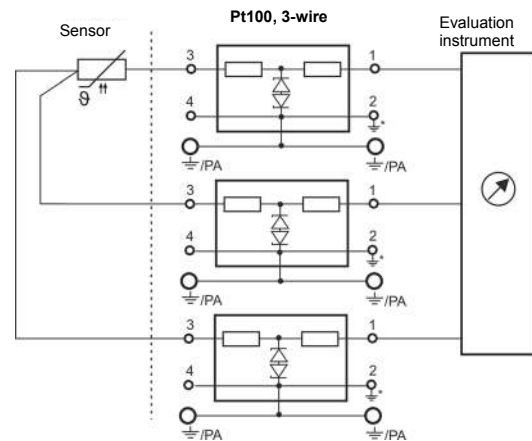 Pt100, 3-wire
Sensor
Evaluation
instrument
3
1
ϑ
4
2
*
/PA
/PA
3
1
4
2
*
/PA
/PA
3
1
4
2
*
/PA
/PA